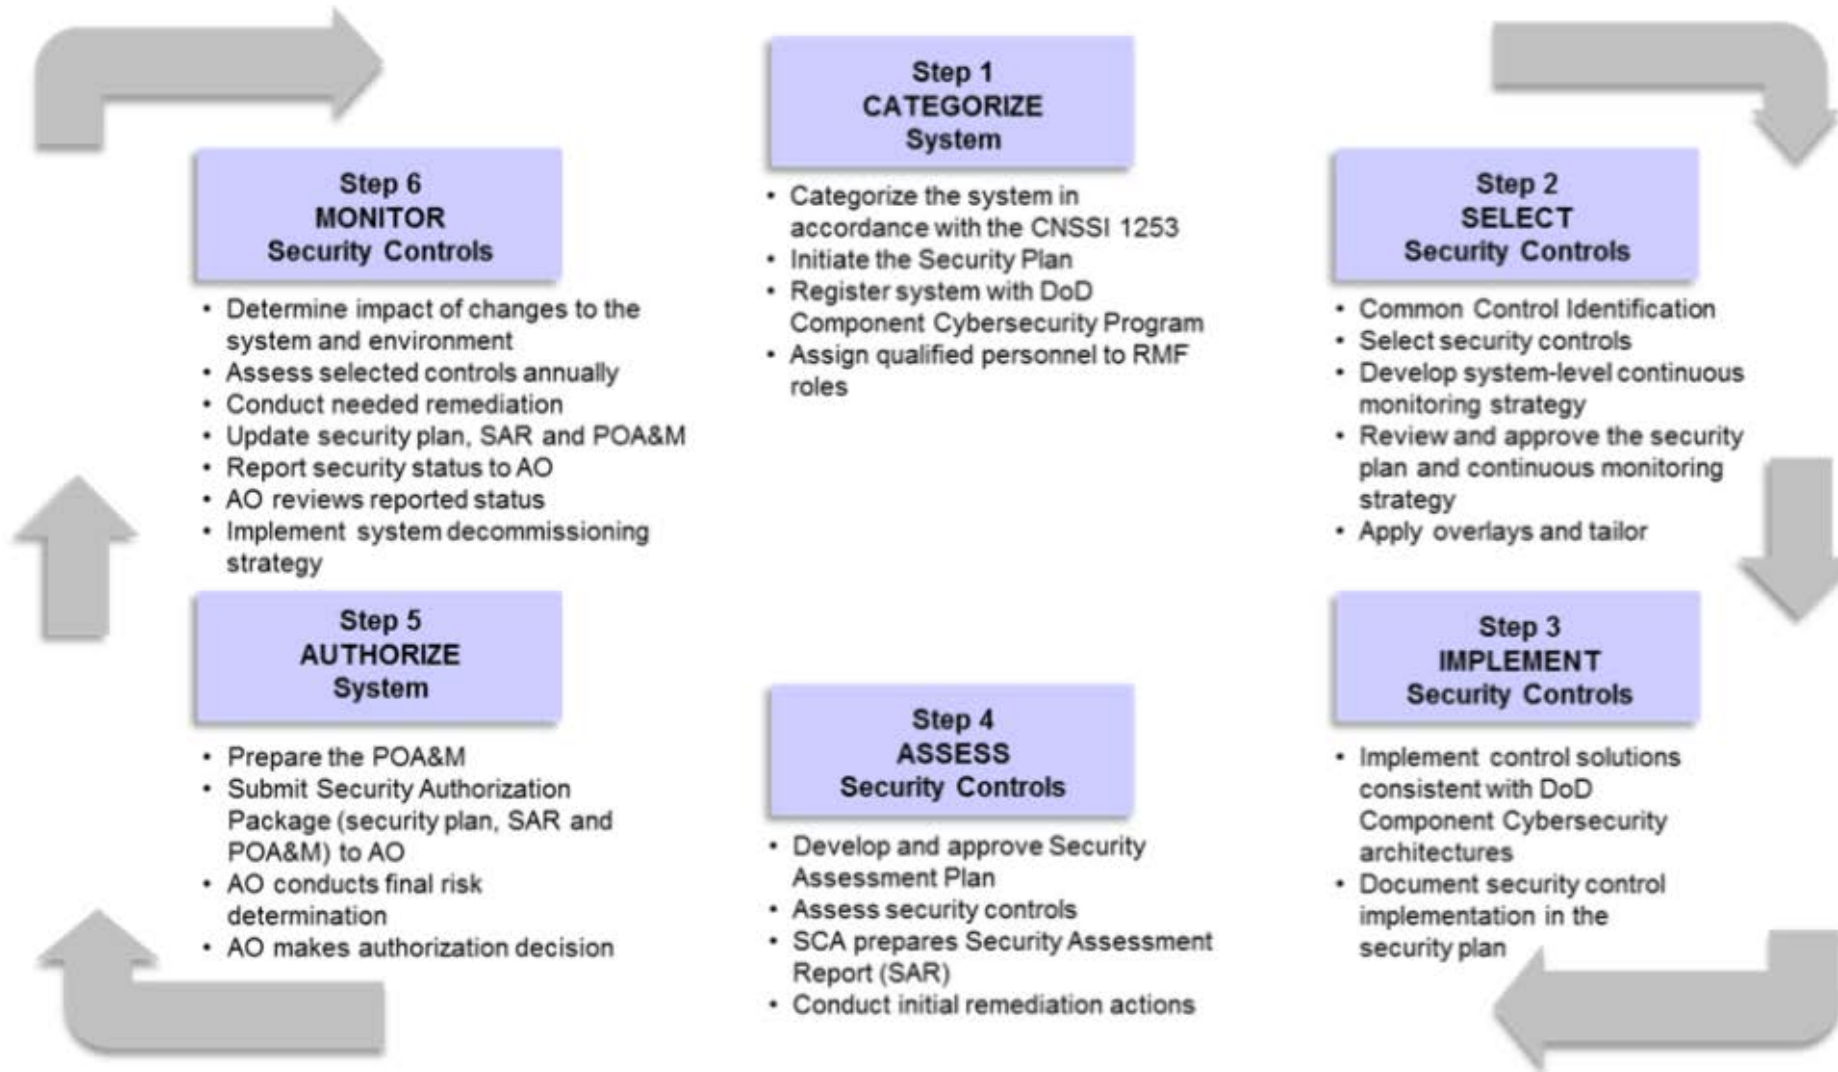 Step 1
CATEGORIZE
System
• Categorize the system in
accordance with the CNSSI 1253
• Initiate the Security Plan
• Register system with DoD
Component Cybersecurity Program
• Assign qualified personnel to RMF
roles
Step 2
SELECT
Security Controls
• Common Control Identification
• Select security controls
• Develop system-level continuous
monitoring strategy
• Review and approve the security
plan and continuous monitoring
strategy
• Apply overlays and tailor
Step 3
IMPLEMENT
Security Controls
• Implement control solutions
consistent with DoD
Component Cybersecurity
architectures
• Document security control
implementation in the
security plan
Step 4
ASSESS
Security Controls
• Develop and approve Security
Assessment Plan
• Assess security controls
• SCA prepares Security Assessment
Report (SAR)
• Conduct initial remediation actions
Step 5
AUTHORIZE
System
• Prepare the POA&M
• Submit Security Authorization
Package (security plan, SAR and
POA&M) to AO
• AO conducts final risk
determination
• AO makes authorization decision
Step 6
MONITOR
Security Controls
• Determine impact of changes to the
system and environment
• Assess selected controls annually
• Conduct needed remediation
• Update security plan, SAR and POA&M
• Report security status to AO
• AO reviews reported status
• Implement system decommissioning
strategy